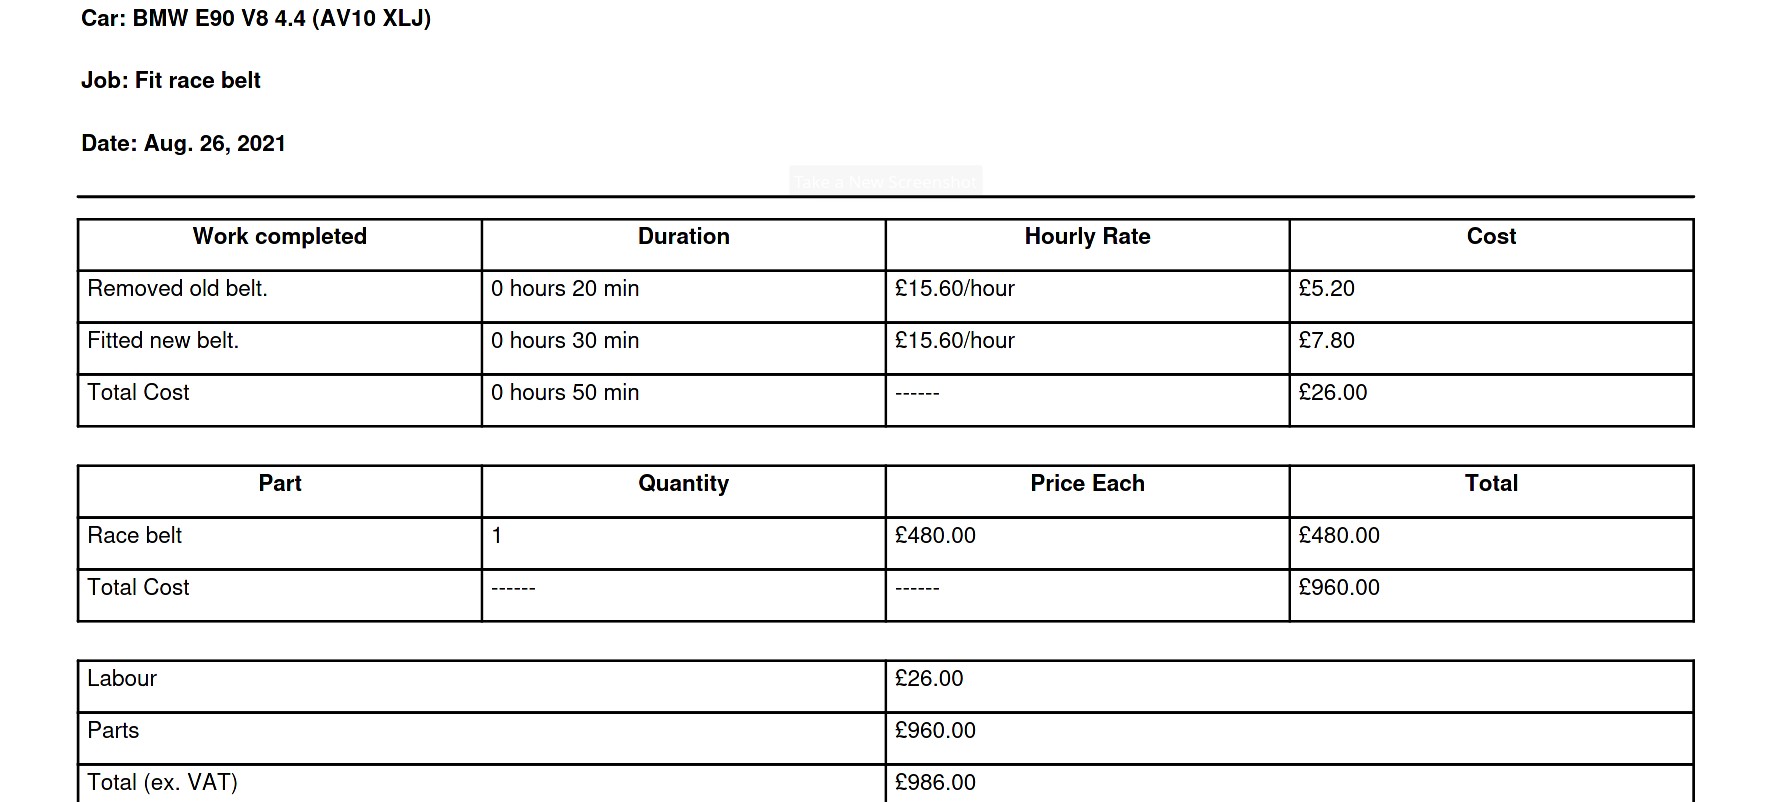 Car: BMW E90 V8 4.4 (AV10 XLJ)
Job: Fit race belt
Date: Aug. 26, 2021
Take a New Screenshot
Work completed Duration Hourly Rate Cost
Removed old belt. 0 hours 20 min £15.60/hour £5.20
Fitted new belt. 0 hours 30 min £15.60/hour £7.80
Total Cost 0 hours 50 min ------ £26.00
Part Quantity Price Each Total
Race belt 1 £480.00 £480.00
Total Cost ------ ------ £960.00
Labour £26.00
Parts £960.00
Total (ex. VAT) £986.00